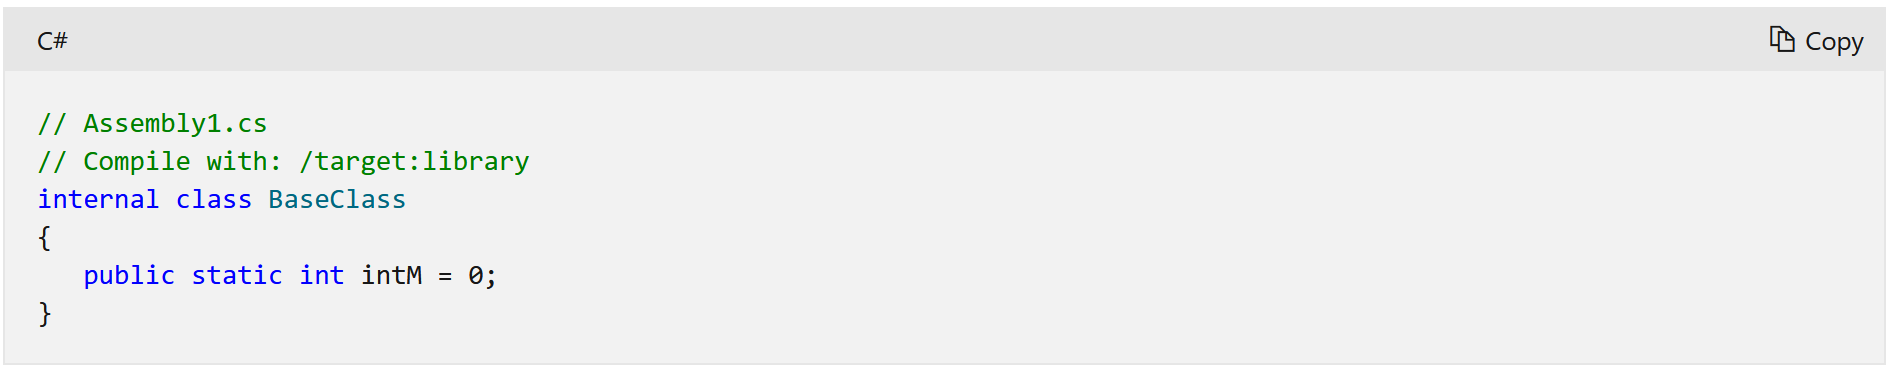 C#
Copy
// Assembly1.cs
// Compile with: /target:library
internal class BaseClass
{
   public static int intM = 0;
}